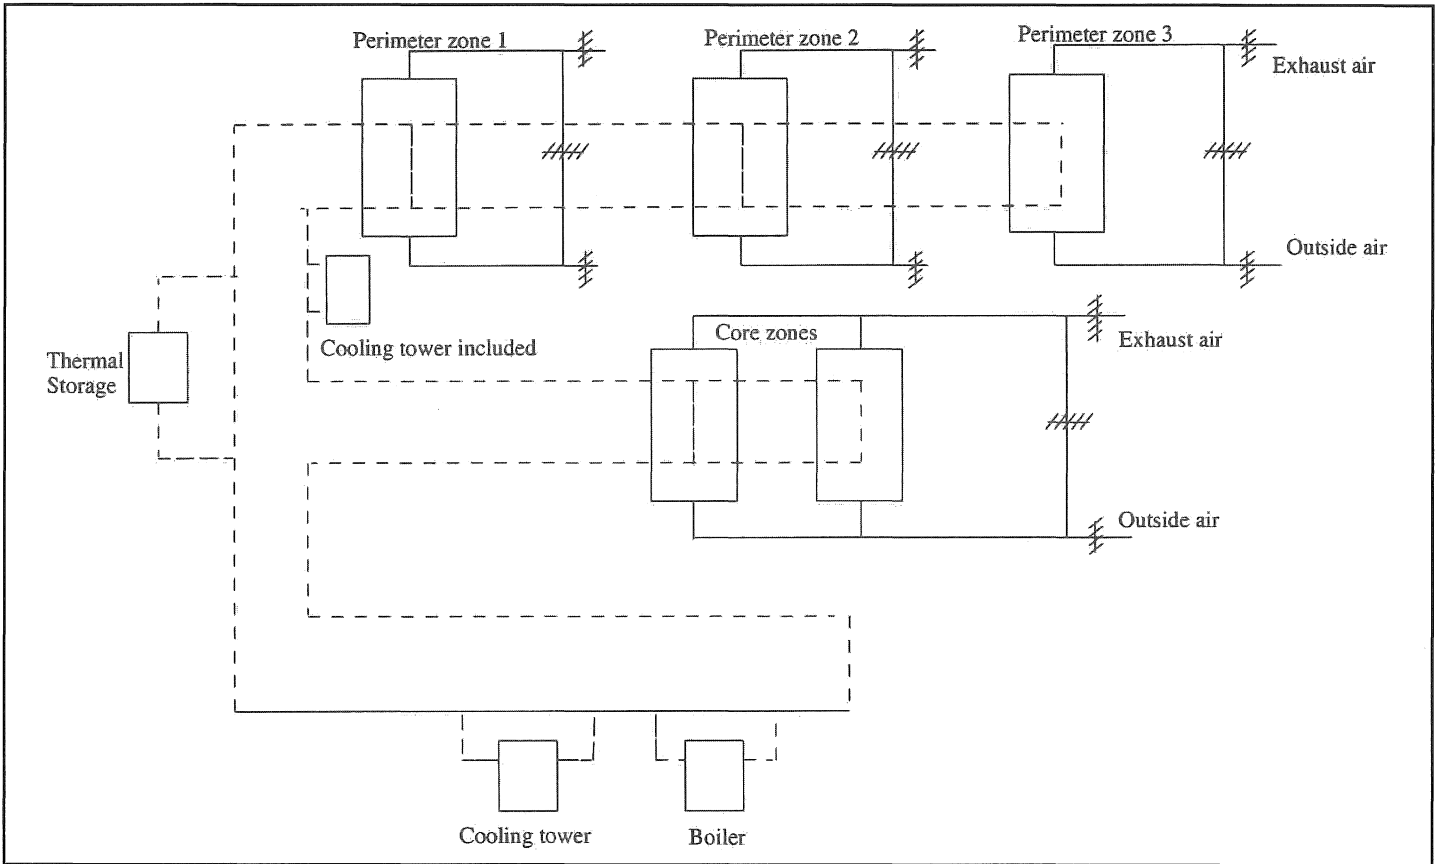 Perimeter zone 1
Perimeter zone 2
Perimeter zone 3
Exhaust air
Outside air
Cooling tower included
Thermal
Storage
Core zones
Exhaust air
Outside air
Cooling tower
Boiler